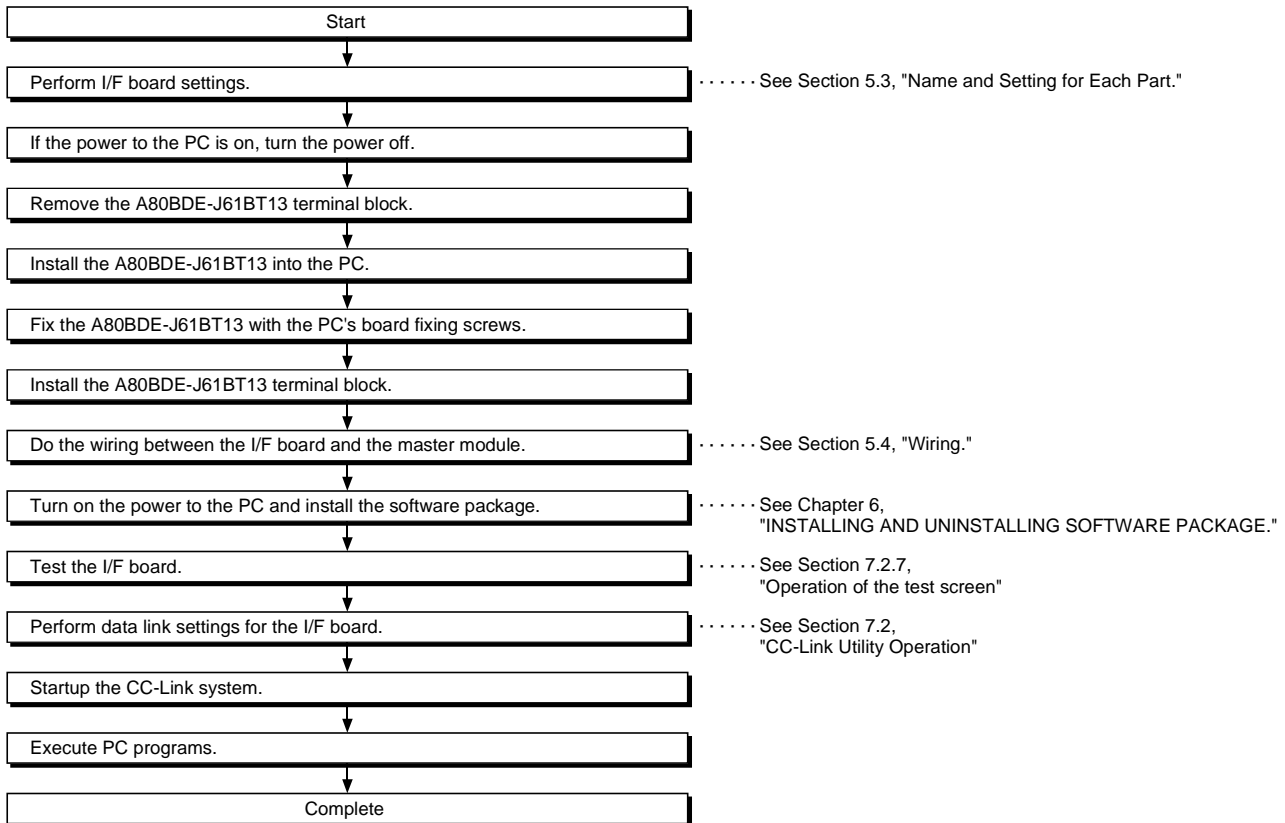 Start
Perform I/F board settings.
······See Section 5.3, "Name and Setting for Each Part."
If the power to the PC is on, turn the power off.
Remove the A80BDE-J61BT13 terminal block.
Install the A80BDE-J61BT13 into the PC.
Fix the A80BDE-J61BT13 with the PC's board fixing screws.
Install the A80BDE-J61BT13 terminal block.
Do the wiring between the I/F board and the master module.
······See Section 5.4, "Wiring."
Turn on the power to the PC and install the software package.
······See Chapter 6,
"INSTALLING AND UNINSTALLING SOFTWARE PACKAGE."
Test the I/F board.
······See Section 7.2.7,
"Operation of the test screen"
Perform data link settings for the I/F board.
······See Section 7.2,
"CC-Link Utility Operation"
Startup the CC-Link system.
Execute PC programs.
Complete